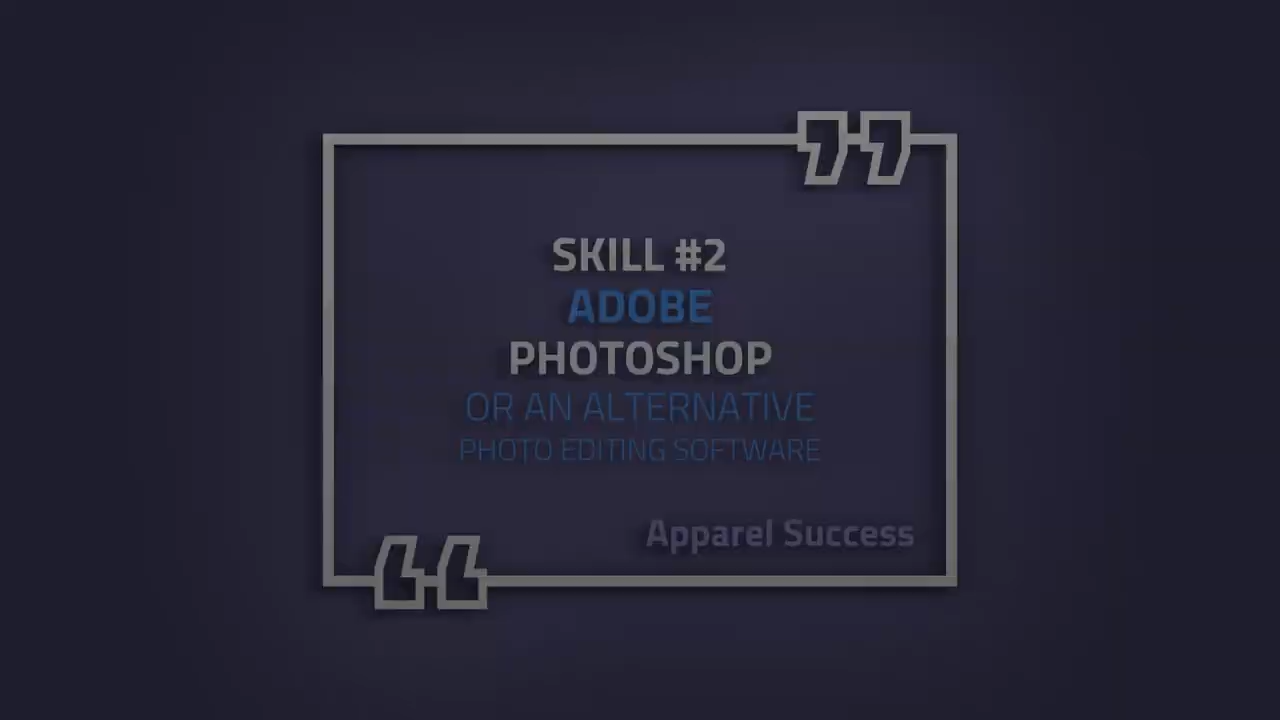 SKILL #2
ADOBE
PHOTOSHOP
OR AN ALTERNATIVE
PHOTO EDITING SOFTWARE
Apparel Success